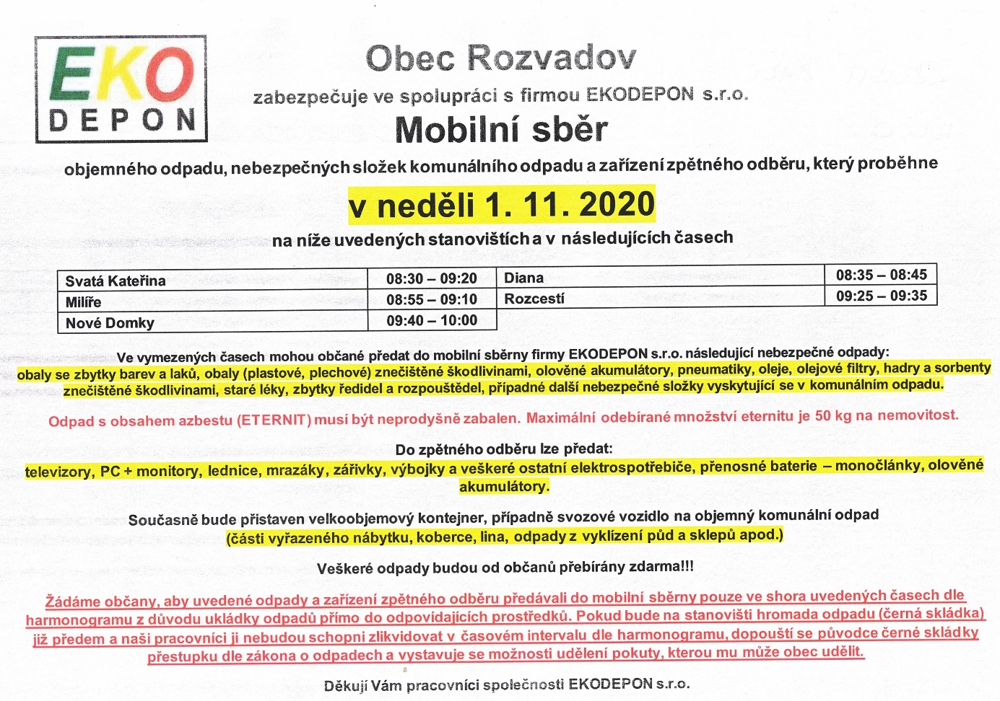 EKO
DEPON
Obec Rozvadov
zabezpečuje ve spolupráci s firmou EKODEPON s.r.o.
Mobilní sběr
objemného odpadu, nebezpečných složek komunálního odpadu a zařízení zpětného odběru, který proběhne
v neděli 1. 11. 2020
na níže uvedených stanovištích a v následujících časech
Svatá Kateřina 08:30 – 09:20 Diana 08:35 – 08:45
Milíře 08:55 – 09:10 Rozcestí 09:25 – 09:35
Nové Domky 09:40 – 10:00
Ve vymezených časech mohou občané předat do mobilní sběrny firmy EKODEPON s.r.o. následující nebezpečné odpady:
obaly se zbytky barev a laků, obaly (plastové, plechové) znečištěné škodlivinami, olověné akumulátory, pneumatiky, oleje, olejové filtry, hadry a sorbenty
znečištěné škodlivinami, staré léky, zbytky ředidel a rozpouštědel, případné další nebezpečné složky vyskytující se v komunálním odpadu.
Odpad s obsahem azbestu (ETERNIT) musí být neprodyšně zabalen. Maximální odebírané množství eternitu je 50 kg na nemovitost.
Do zpětného odběru lze předat:
televizory, PC + monitory, lednice, mrazáky, zářivky, výbojky a veškeré ostatní elektrospotřebiče, přenosné baterie – monočlánky, olověné
akumulátory.
Současně bude přistaven velkoobjemový kontejner, případně svozové vozidlo na objemný komunální odpad
(části vyřazeného nábytku, koberce, lina, odpady z vyklízení půd a sklepů apod.)
Veškeré odpady budou od občanů přebírány zdarma!!!
Žádáme občany, aby uvedené odpady a zařízení zpětného odběru předávali do mobilní sběrny pouze ve shora uvedených časech dle
harmonogramu z důvodu ukládky odpadů přímo do odpovídajících prostředků. Pokud bude na stanovišti hromada odpadu (černá skládka)
již předem a naši pracovníci ji nebudou schopni zlikvidovat v časovém intervalu dle harmonogramu, dopouští se původce černé skládky
přestupku dle zákona o odpadech a vystavuje se možnosti udělení pokuty, kterou mu může obec udělit.
Děkují Vám pracovníci společnosti EKODEPON s.r.o.